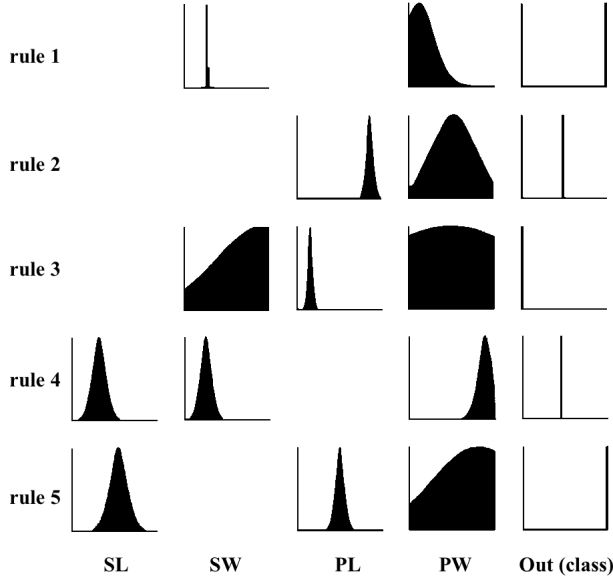 rule 1
rule 2
rule 3
rule 4
rule 5
SL SW PL PW Out (class)